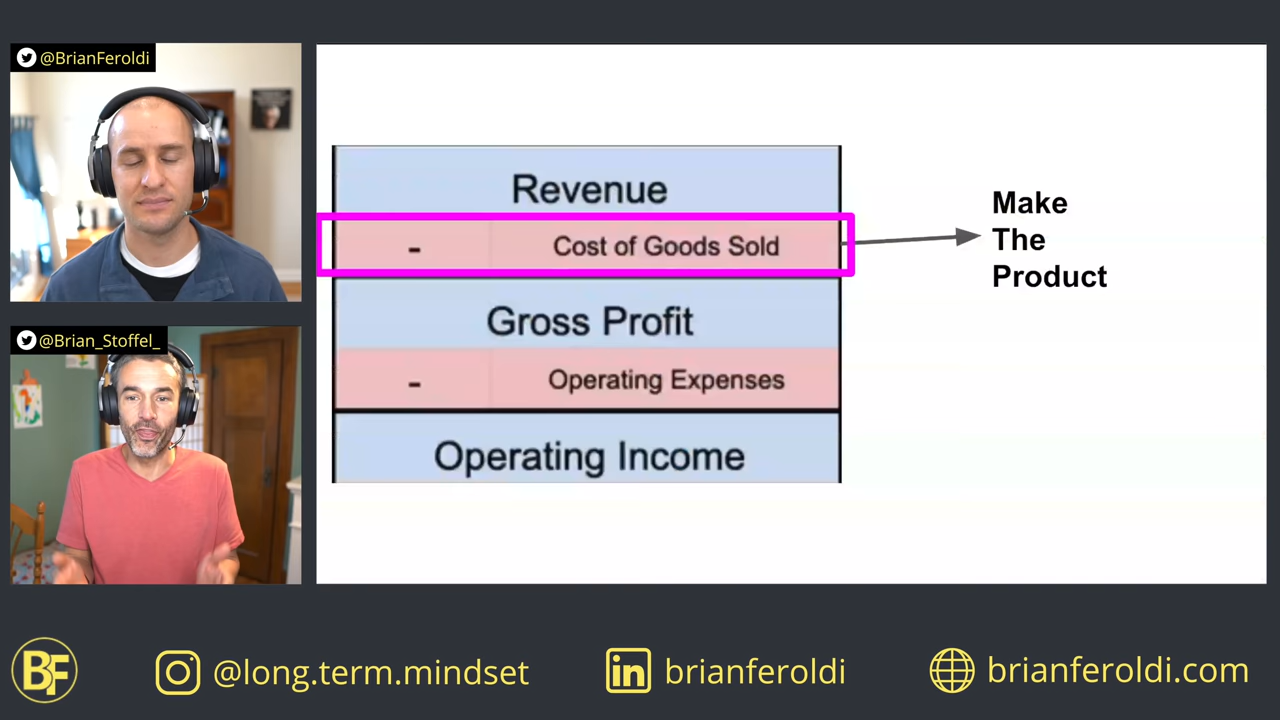 @BrianFeroldi
@Brian_Stoffel_
Revenue
- Cost of Goods Sold
Gross Profit
- Operating Expenses
Operating Income
Make
The
Product
BF
@long.term.mindset
in
brianferoldi
brianferoldi.com